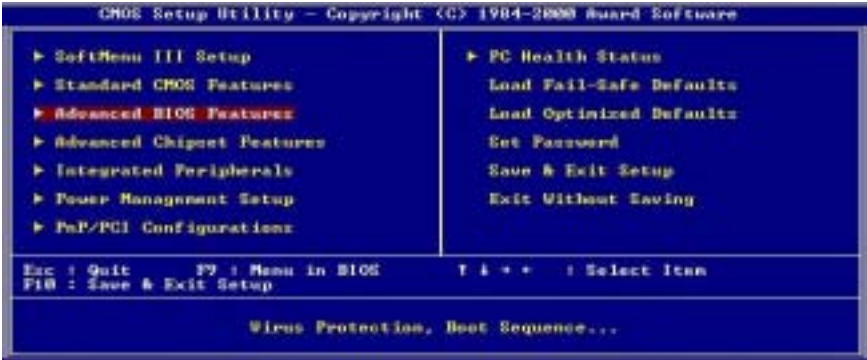 CMOS Setup Utility - Copyright (C) 1984-2000 Award Software
► SoftMenu III Setup
► Standard CMOS Features
► Advanced BIOS Features
► Advanced Chipset Features
► Integrated Peripherals
► Power Management Setup
► PnP/PCI Configurations
► PC Health Status
Load Fail-Safe Defaults
Load Optimized Defaults
Set Password
Save & Exit Setup
Exit Without Saving
Esc : Quit F9 : Menu in BIOS ↑ ↓ → ← : Select Item
F10 : Save & Exit Setup
Virus Protection, Boot Sequence...